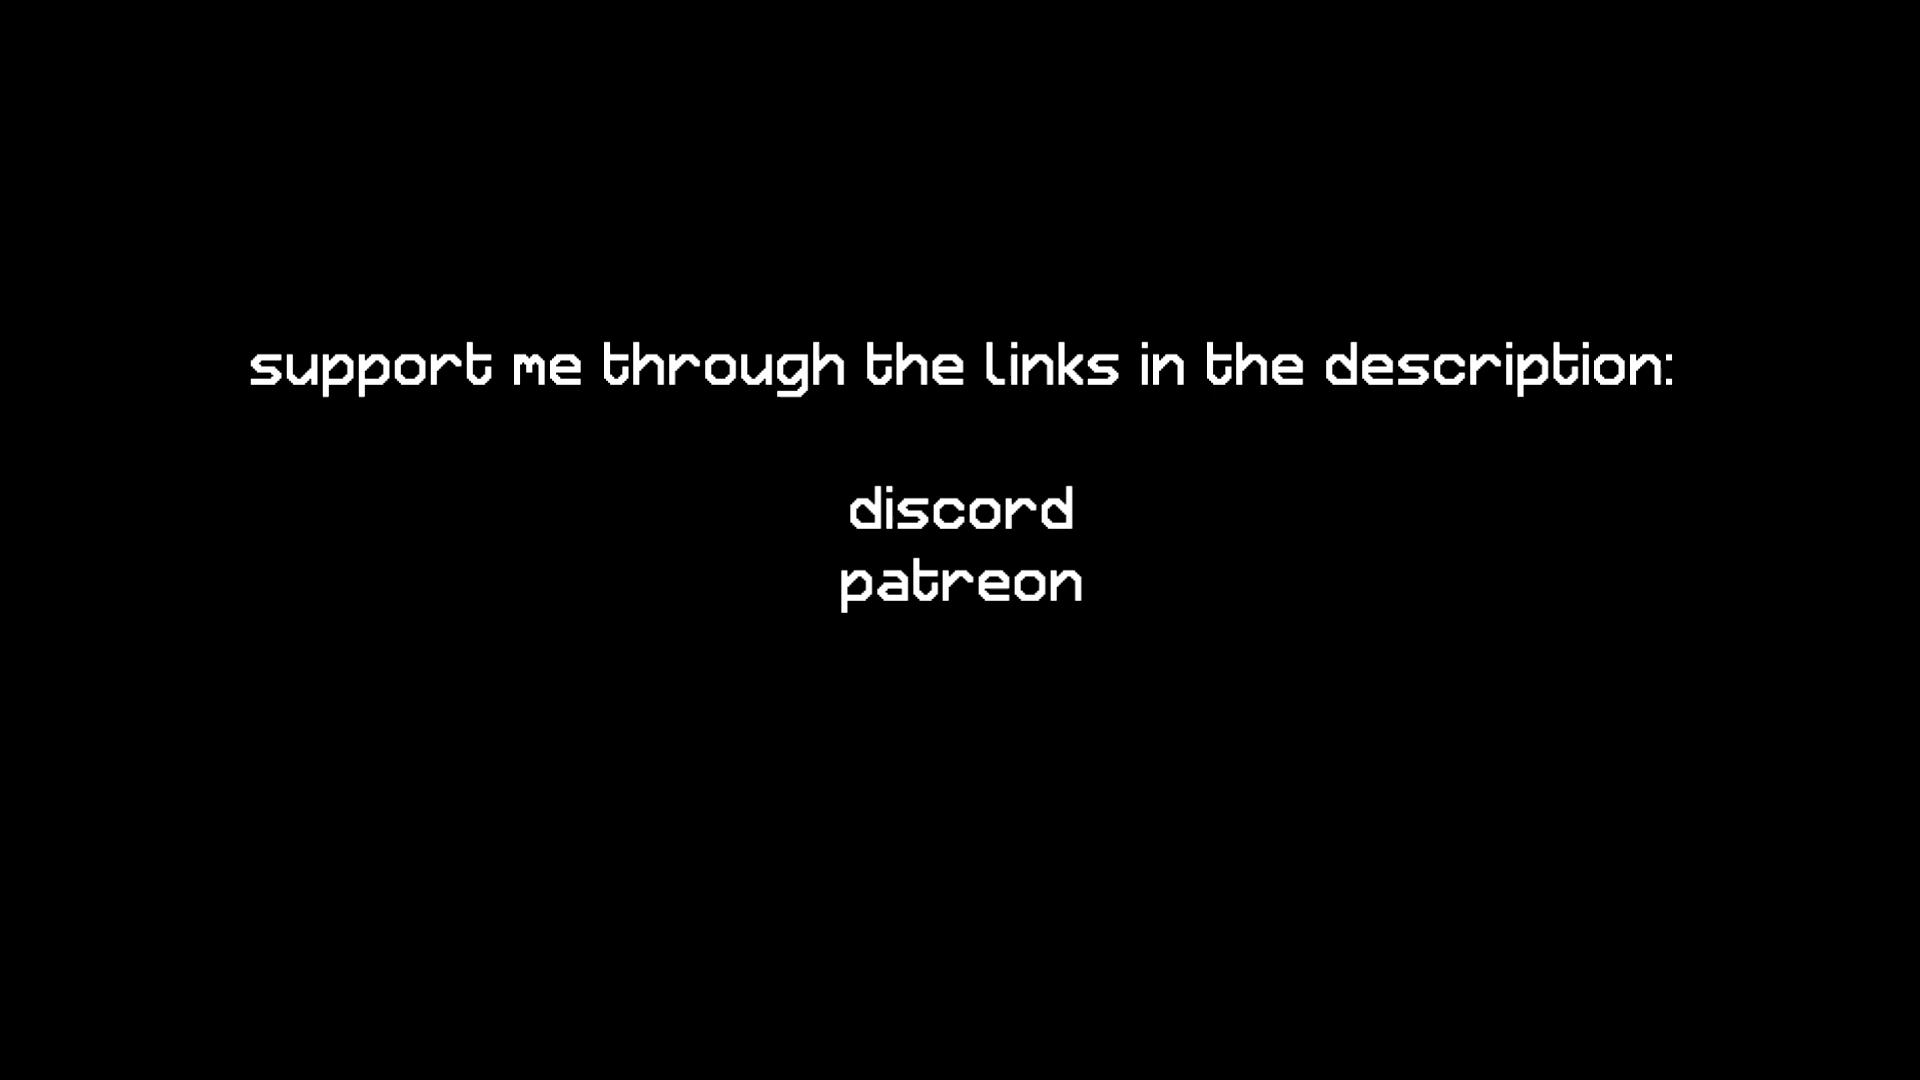 support me through the links in the description:
discord
patreon